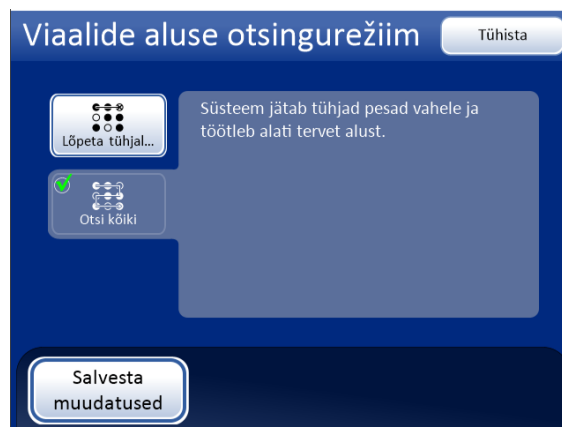 Viaalide aluse otsingurežiim
Tühista
Lõpeta tühjal...
Süsteem jätab tühjad pesad vahele ja
töötleb alati tervet alust.
Otsi kõiki
Salvesta
muudatused